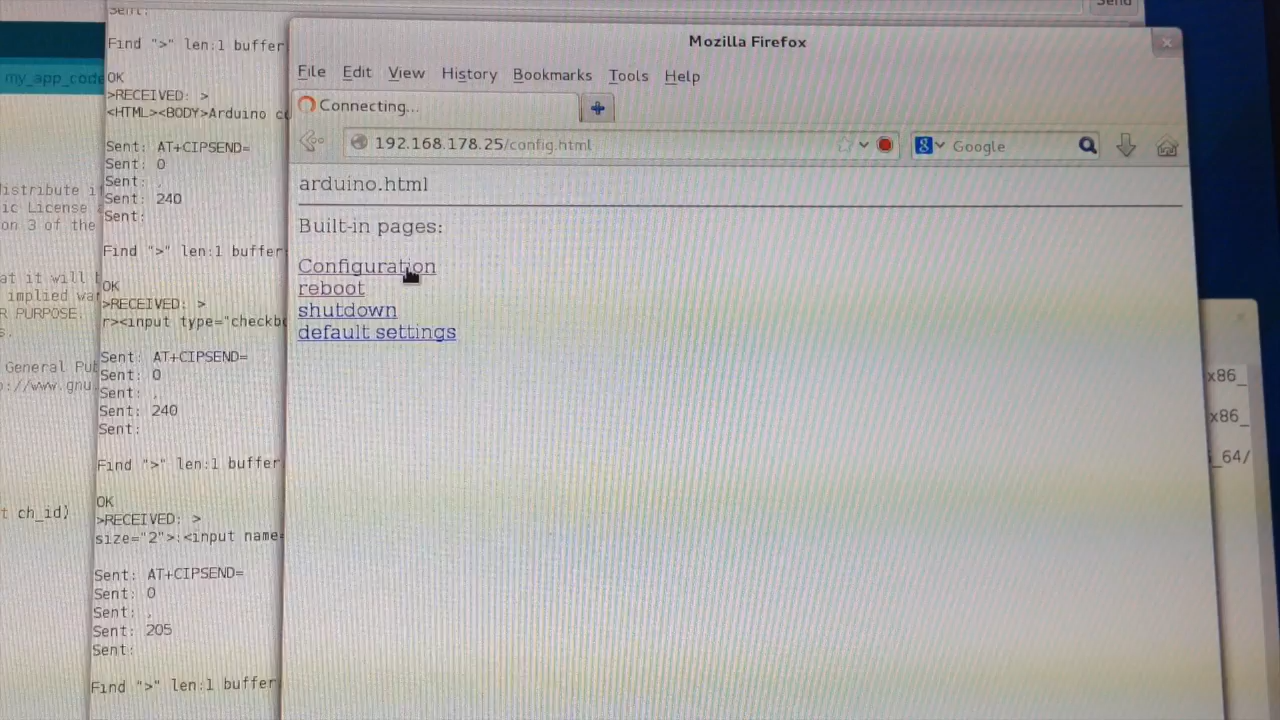 Sent:
Send
Mozilla Firefox
File Edit View History Bookmarks Tools Help
Connecting...
192.168.178.25/config.html
Google
arduino.html
Built-in pages:
Configuration
reboot
shutdown
default settings
Find ">" len:1 buffer
OK
>RECEIVED: >
<HTML><BODY>Arduino
Sent: AT+CIPSEND=
Sent: 0
Sent: ,
Sent: 240
Sent:
Find ">" len:1 buffer
OK
>RECEIVED: >
r><input type="checkb
Sent: AT+CIPSEND=
Sent: 0
Sent: ,
Sent: 240
Sent:
Find ">" len:1 buffer
OK
>RECEIVED: >
size="2">:<input name=
Sent: AT+CIPSEND=
Sent: 0
Sent: ,
Sent: 205
Sent:
Find ">" len:1 buffer
my_app_code
distribute
ic License
on 3 of the
at it will
implied
R PURPOSE.
s.
General
://www.gnu.
t ch_id)
x86_
x86_
_64/